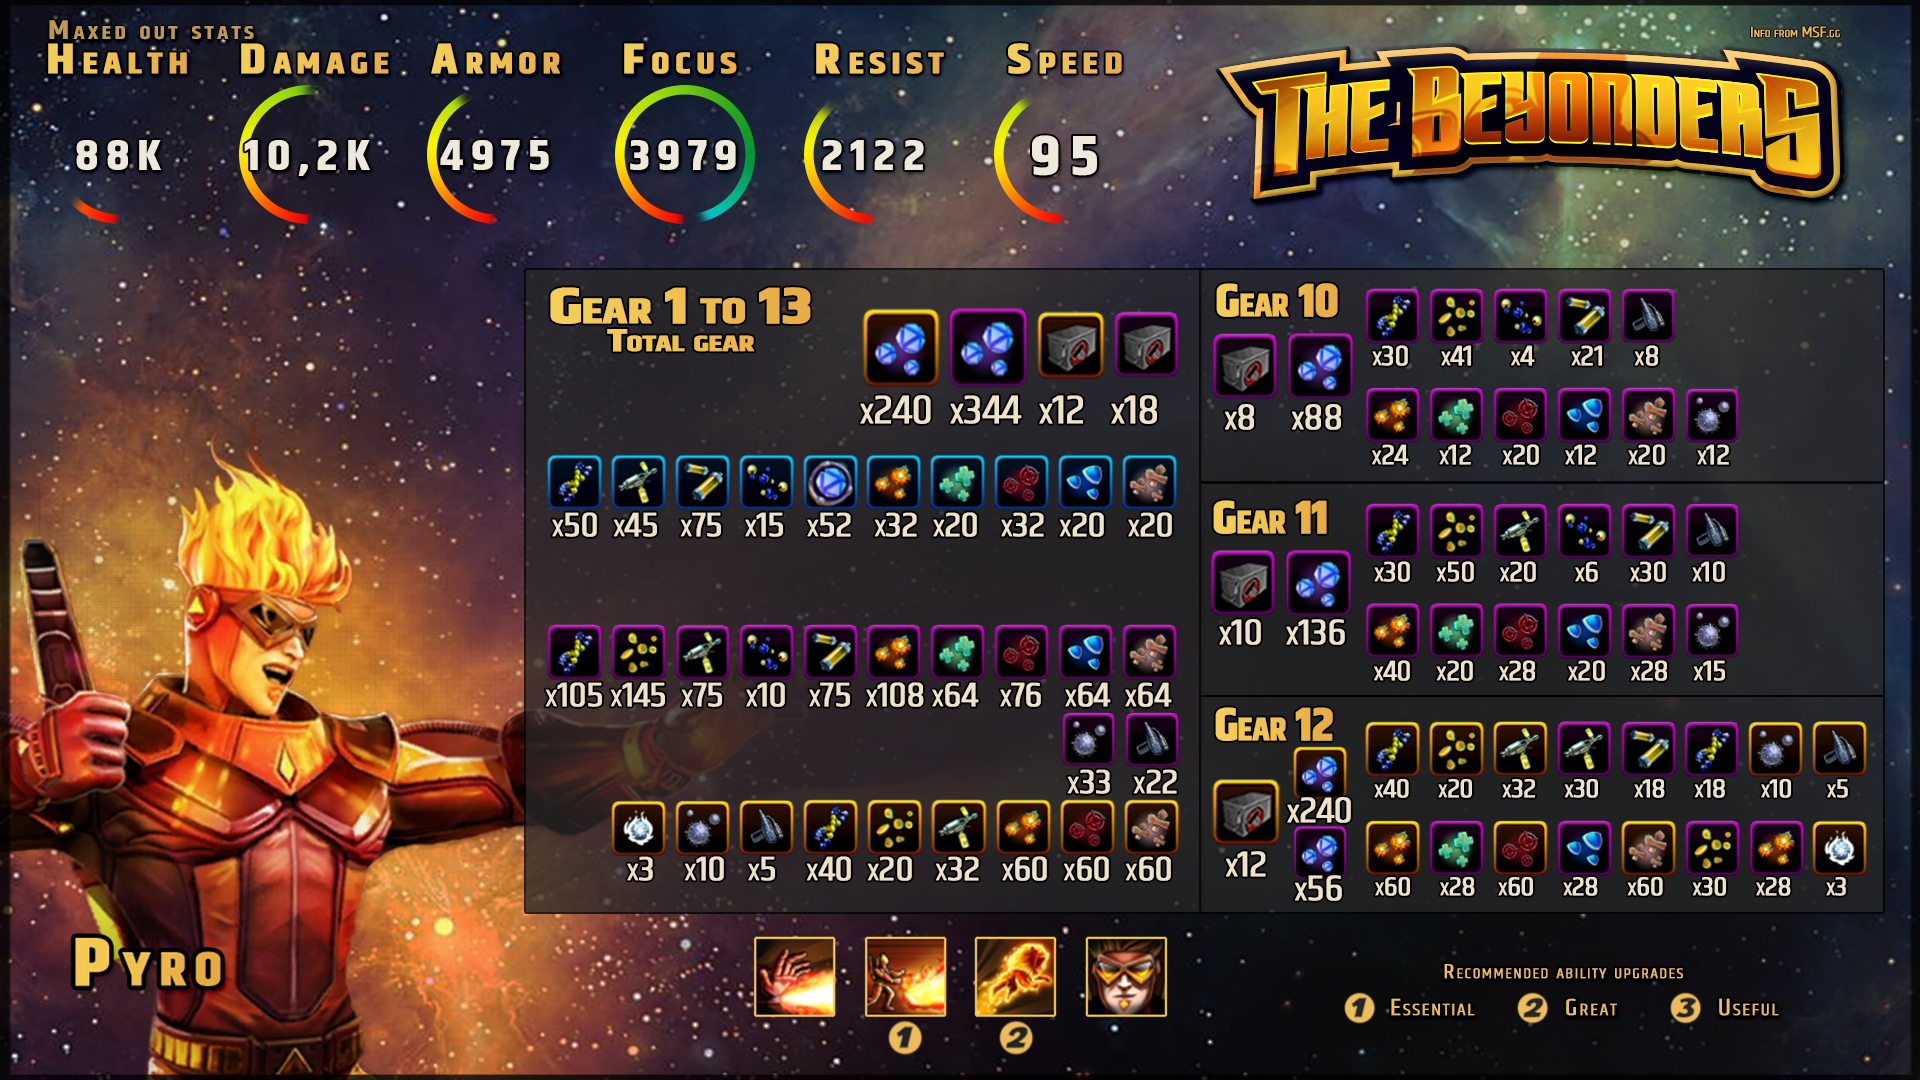 Maxed out stats
Health Damage Armor Focus Resist Speed
88K 10,2K 4975 3979 2122 95
Info from MSF.gg
The Beyonders
Gear 1 to 13
Total gear
x240 x344 x12 x18
x50 x45 x75 x15 x52 x32 x20 x32 x20 x20
x105 x145 x75 x10 x75 x108 x64 x76 x64 x64
x33 x22
x3 x10 x5 x40 x20 x32 x60 x60 x60
Gear 10
x30 x41 x4 x21 x8
x8 x88
x24 x12 x20 x12 x20 x12
Gear 11
x30 x50 x20 x6 x30 x10
x10 x136
x40 x20 x28 x20 x28 x15
Gear 12
x40 x20 x32 x30 x18 x18 x10 x5
x240
x12
x56
x60 x28 x60 x28 x60 x30 x28 x3
Pyro
1 2
Recommended ability upgrades
1 Essential 2 Great 3 Useful